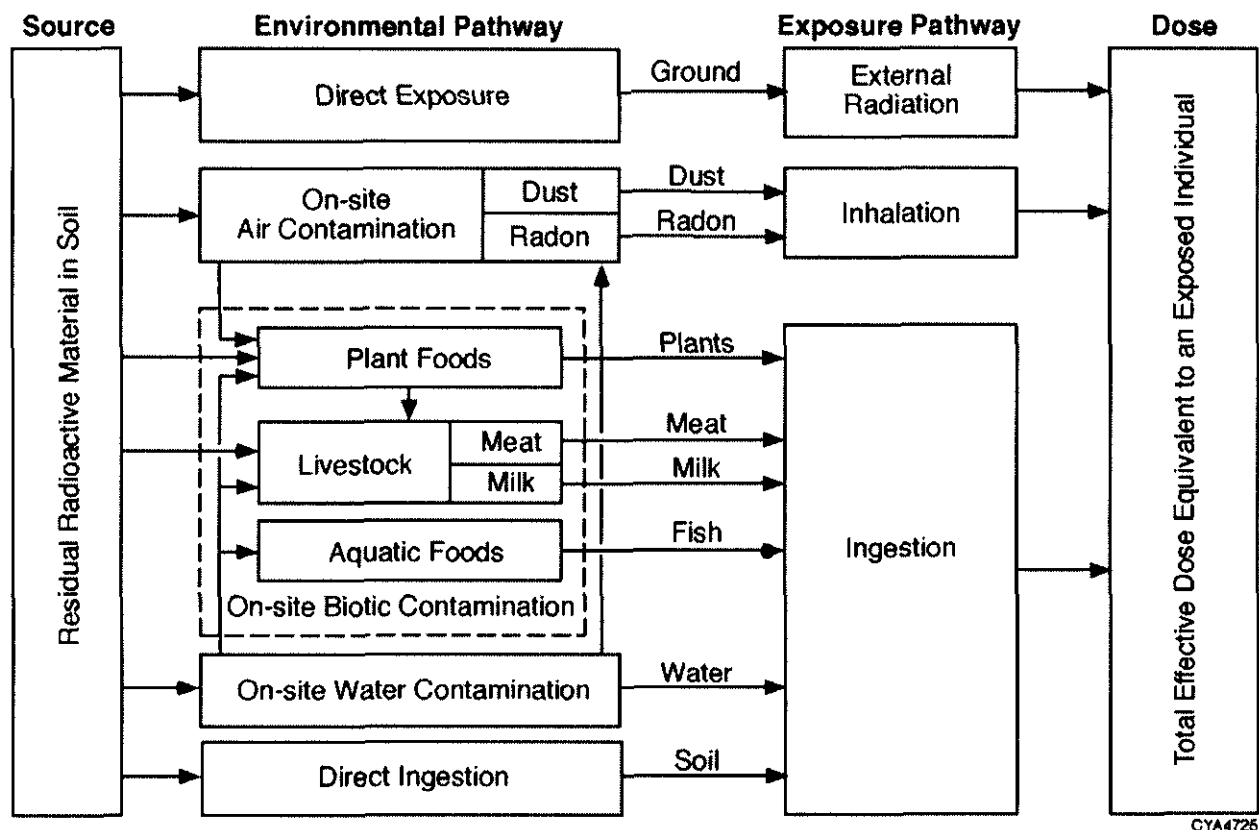 Source
Environmental Pathway
Exposure Pathway
Dose
Residual Radioactive Material in Soil
Direct Exposure
Ground
External
Radiation
On-site
Air Contamination
Dust
Radon
Dust
Radon
Inhalation
Plant Foods
Plants
Livestock
Meat
Milk
Meat
Milk
Aquatic Foods
Fish
On-site Biotic Contamination
Ingestion
On-site Water Contamination
Water
Direct Ingestion
Soil
Total Effective Dose Equivalent to an Exposed Individual
CYA4725